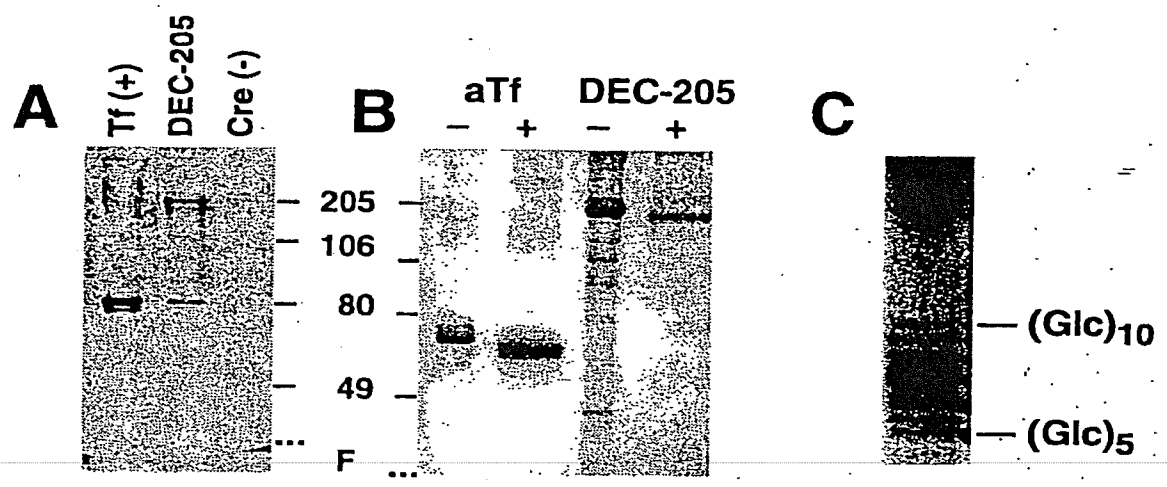 A
Tf (+)
DEC-205
Cre (-)
B
aTf
DEC-205
− + − +
205
106
80
49
F
C
(Glc)10
(Glc)5